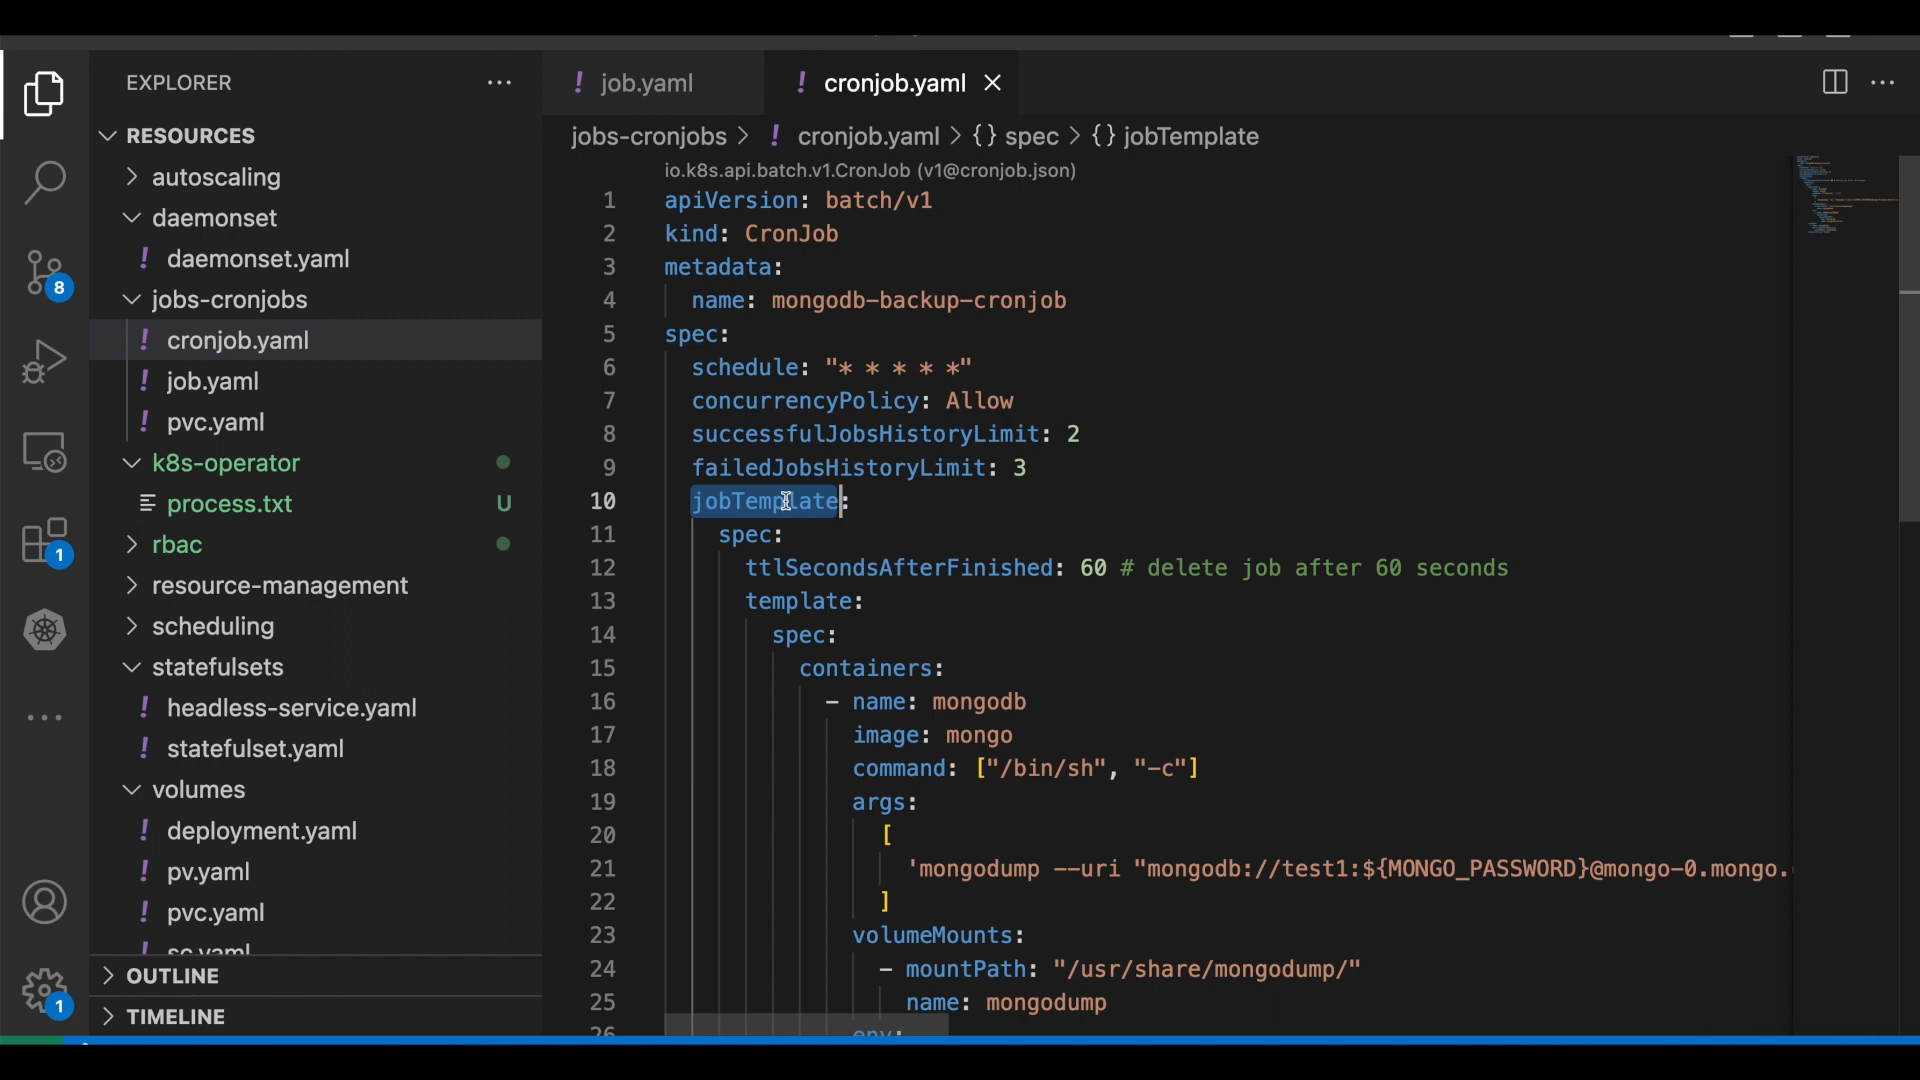 EXPLORER
RESOURCES
autoscaling
daemonset
! daemonset.yaml
jobs-cronjobs
! cronjob.yaml
! job.yaml
! pvc.yaml
k8s-operator
process.txt U
rbac
resource-management
scheduling
statefulsets
! headless-service.yaml
! statefulset.yaml
volumes
! deployment.yaml
! pv.yaml
! pvc.yaml
! sc.yaml
OUTLINE
TIMELINE
8
1
1
! job.yaml
! cronjob.yaml
jobs-cronjobs > ! cronjob.yaml > {} spec > {} jobTemplate
io.k8s.api.batch.v1.CronJob (v1@cronjob.json)
1 apiVersion: batch/v1
2 kind: CronJob
3 metadata:
4 name: mongodb-backup-cronjob
5 spec:
6 schedule: "* * * * *"
7 concurrencyPolicy: Allow
8 successfulJobsHistoryLimit: 2
9 failedJobsHistoryLimit: 3
10 jobTemplate:
11 spec:
12 ttlSecondsAfterFinished: 60 # delete job after 60 seconds
13 template:
14 spec:
15 containers:
16 - name: mongodb
17 image: mongo
18 command: ["/bin/sh", "-c"]
19 args:
20 [
21 'mongodump --uri "mongodb://test1:${MONGO_PASSWORD}@mongo-0.mongo.
22 ]
23 volumeMounts:
24 - mountPath: "/usr/share/mongodump/"
25 name: mongodump
26 env: